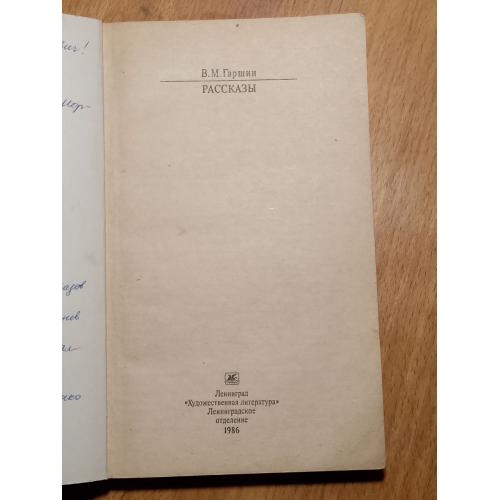 В. М. Гаршин
РАССКАЗЫ
Ленинград
«Художественная литература»
Ленинградское
отделение
1986